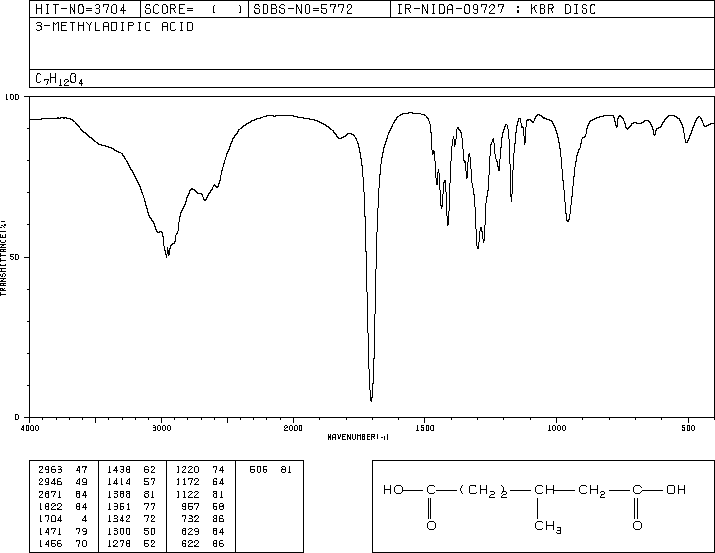 HIT-NO=3704 SCORE= ( ) SDBS-NO=5772 IR-NIDA-09727 : KBR DISC
3-METHYLADIPIC ACID
C7H12O4
100
50
0
TRANSMITTANCE(%)
4000 3000 2000 1500 1000 500
WAVENUMBER(-1)
2963 47 1438 62 1220 74 506 81
2946 49 1414 57 1172 64
2671 64 1388 81 1122 81
1822 84 1351 77 957 58
1704 4 1342 72 732 86
1471 79 1300 50 629 84
1456 70 1278 52 622 86
HO C (CH2)2 CH CH2 C OH
O CH3 O